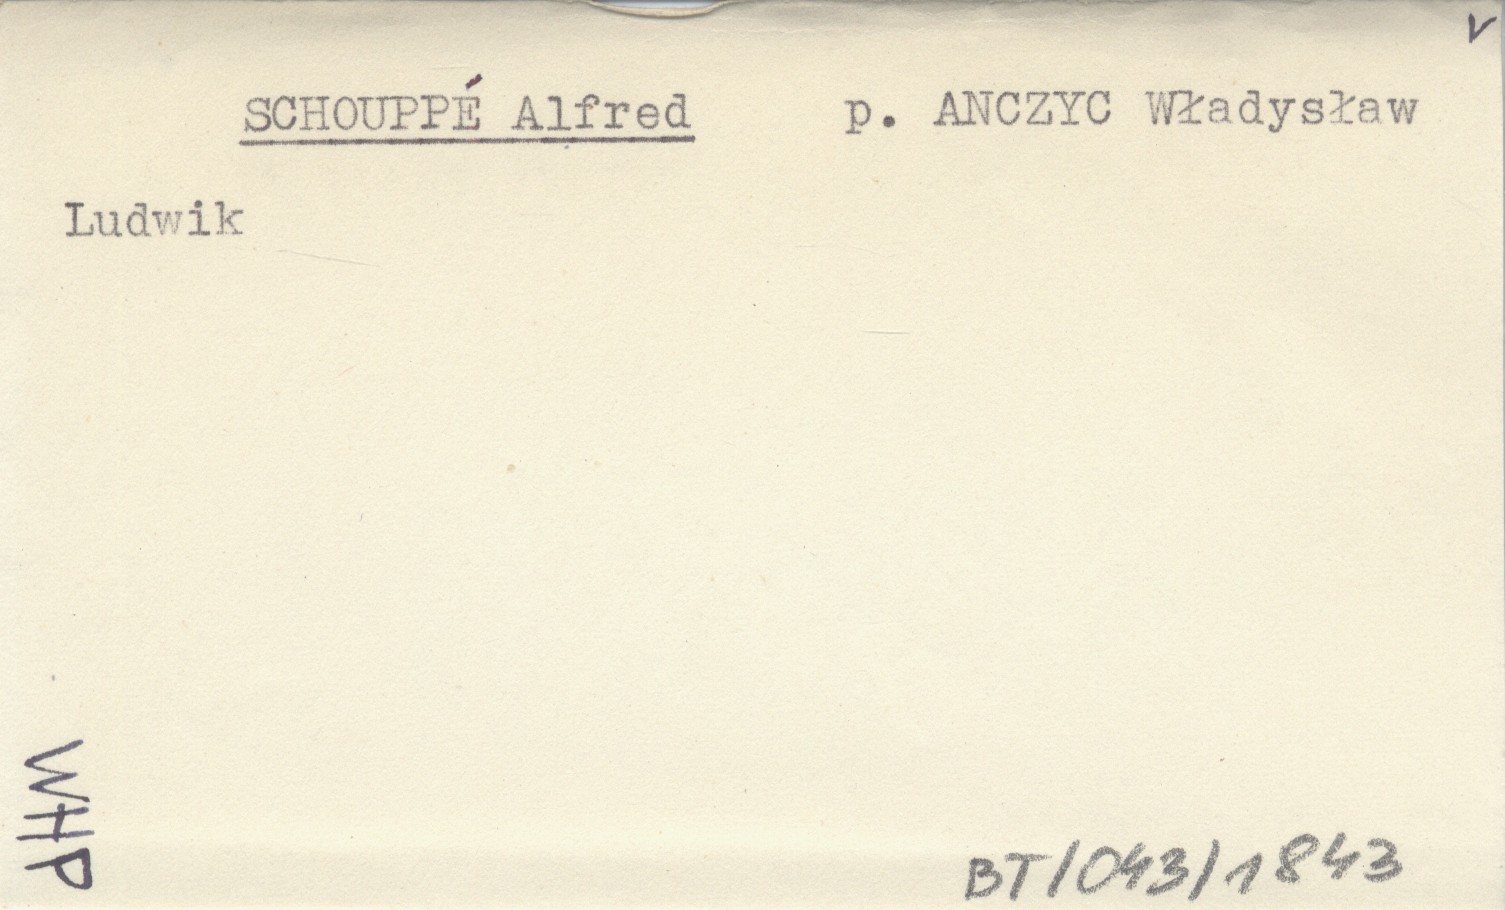 v
SCHOUPPÉ Alfred p. ANCZYC Władysław
Ludwik
WHP
BT/043/1843